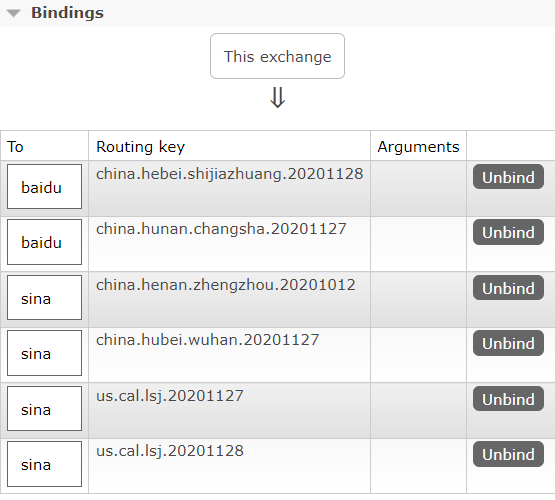 Bindings
This exchange
⇓
To Routing key Arguments
baidu china.hebei.shijiazhuang.20201128 Unbind
baidu china.hunan.changsha.20201127 Unbind
sina china.henan.zhengzhou.20201012 Unbind
sina china.hubei.wuhan.20201127 Unbind
sina us.cal.lsj.20201127 Unbind
sina us.cal.lsj.20201128 Unbind